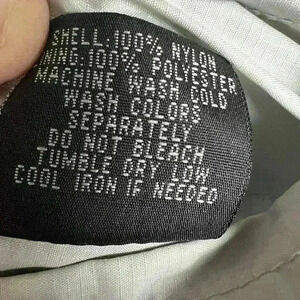 SHELL.100% NYLON
NING:100% POLYESTER
MACHINE WASH COLD
WASH COLORS
SEPARATELY
DO NOT BLEACH
TUMBLE DRY LOW
COOL IRON IF NEEDED